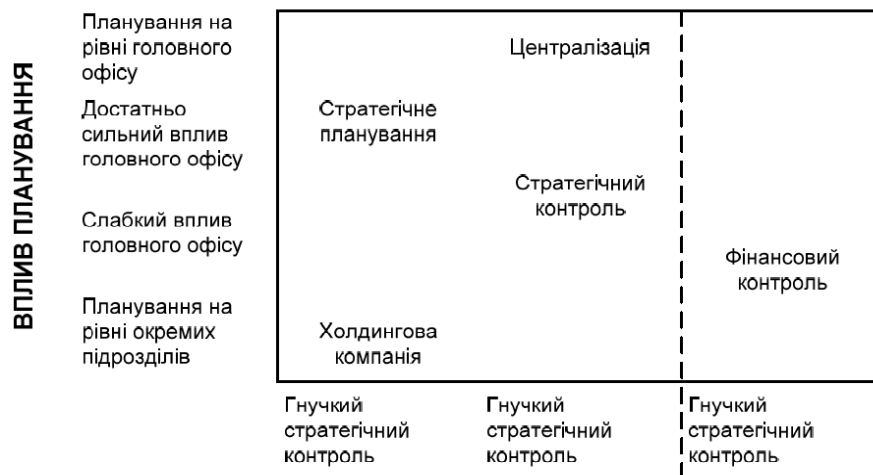 ВПЛИВ ПЛАНУВАННЯ
Планування на
рівні головного
офісу
Достатньо
сильний вплив
головного офісу
Слабкий вплив
головного офісу
Планування на
рівні окремих
підрозділів
Централізація
Стратегічне
планування
Стратегічний
контроль
Фінансовий
контроль
Холдингова
компанія
Гнучкий
стратегічний
контроль
Гнучкий
стратегічний
контроль
Гнучкий
стратегічний
контроль